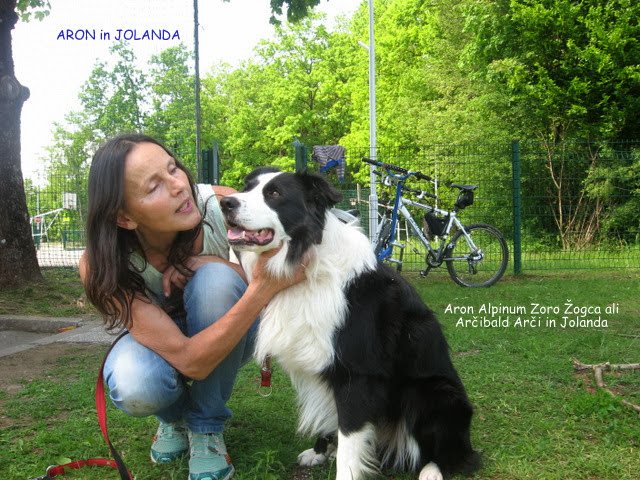 ARON in JOLANDA
Aron Alpinum Zoro Žogca ali
Arčibald Arči in Jolanda